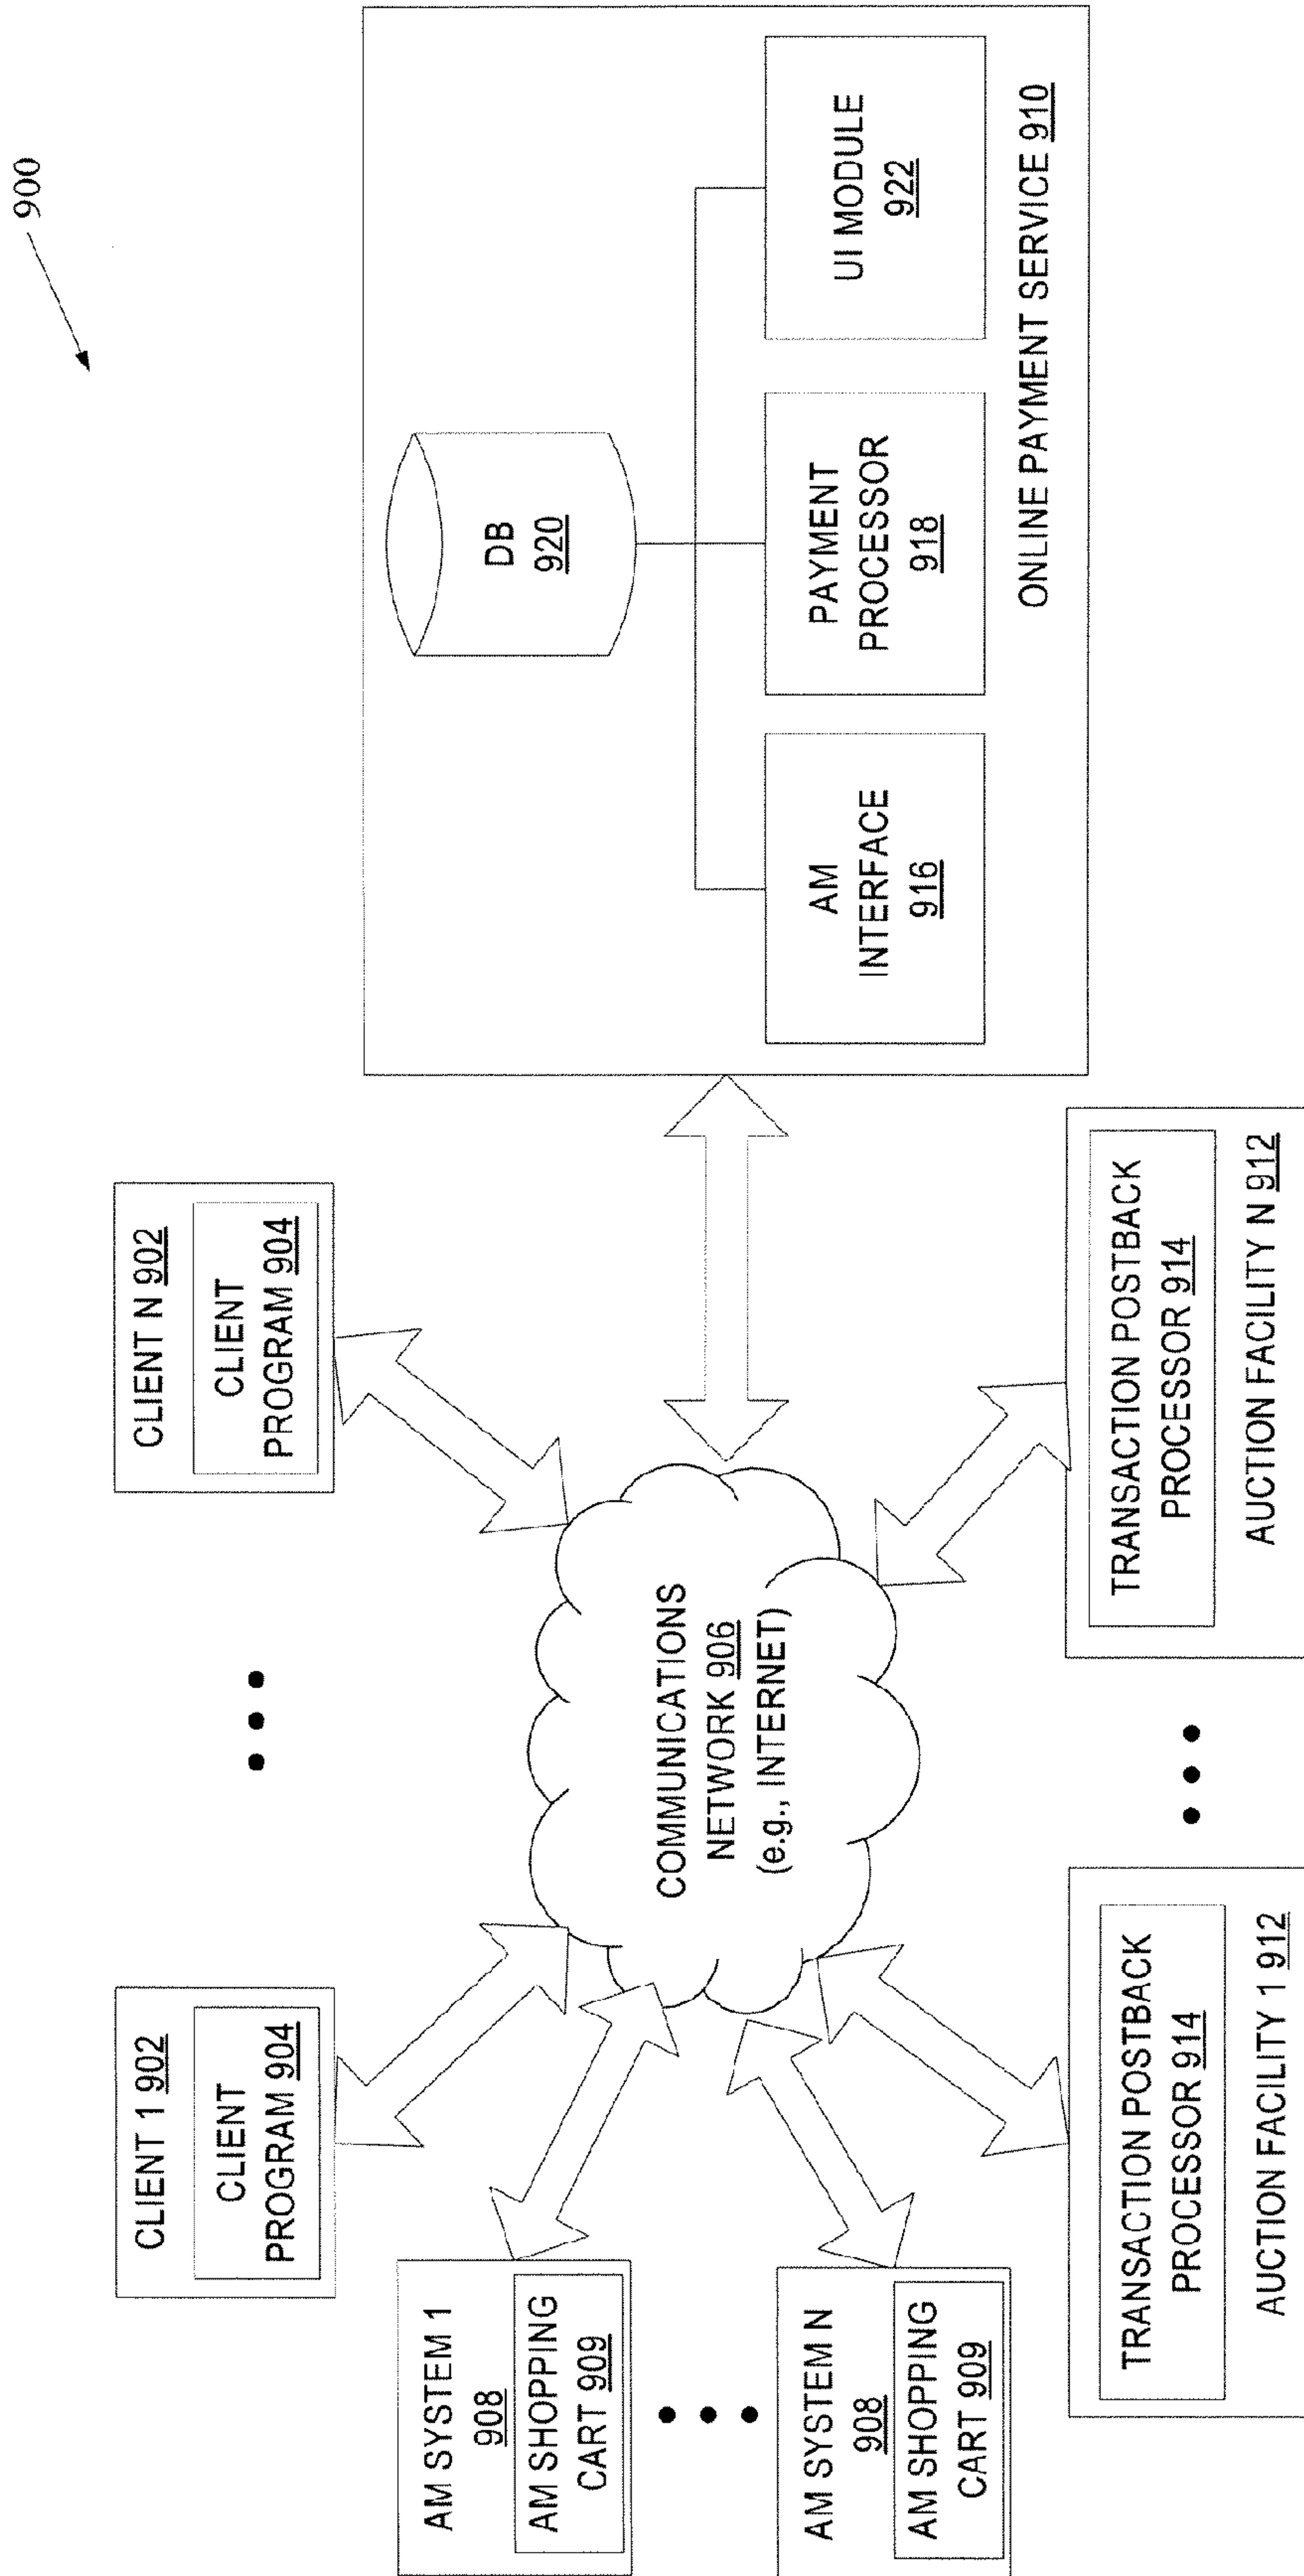 900
CLIENT 1 902
CLIENT
PROGRAM 904
CLIENT N 902
CLIENT
PROGRAM 904
AM SYSTEM 1
908
AM SHOPPING
CART 909
AM SYSTEM N
908
AM SHOPPING
CART 909
COMMUNICATIONS
NETWORK 906
(e.g., INTERNET)
DB
920
AM
INTERFACE
916
PAYMENT
PROCESSOR
918
UI MODULE
922
ONLINE PAYMENT SERVICE 910
TRANSACTION POSTBACK
PROCESSOR 914
AUCTION FACILITY 1 912
TRANSACTION POSTBACK
PROCESSOR 914
AUCTION FACILITY N 912